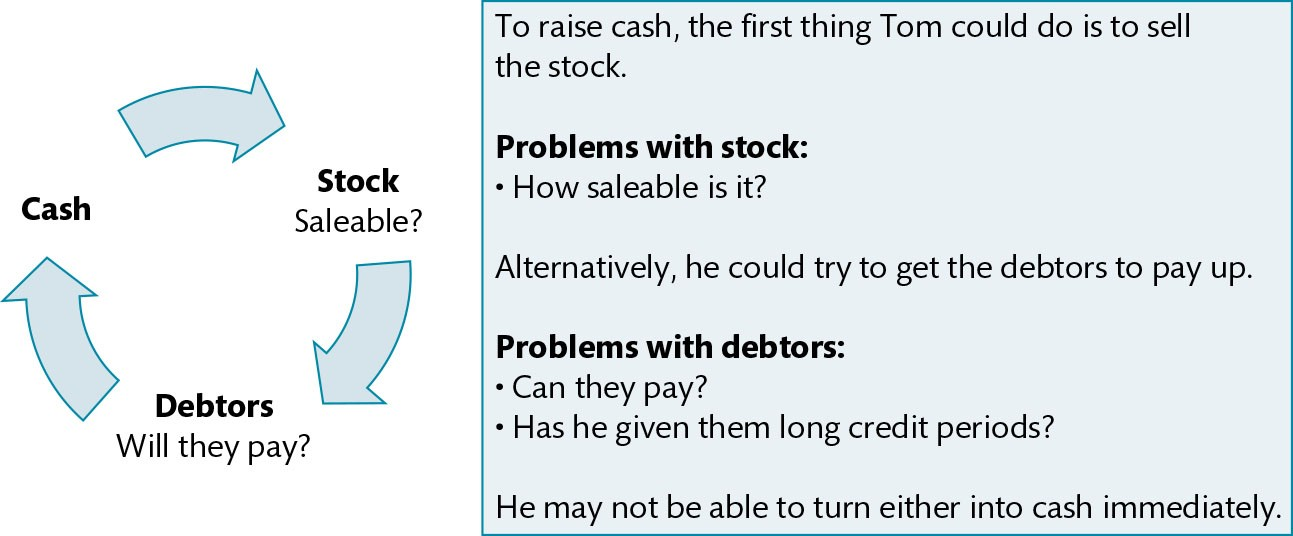 Cash
Stock
Saleable?
Debtors
Will they pay?
To raise cash, the first thing Tom could do is to sell
the stock.
Problems with stock:
• How saleable is it?
Alternatively, he could try to get the debtors to pay up.
Problems with debtors:
• Can they pay?
• Has he given them long credit periods?
He may not be able to turn either into cash immediately.